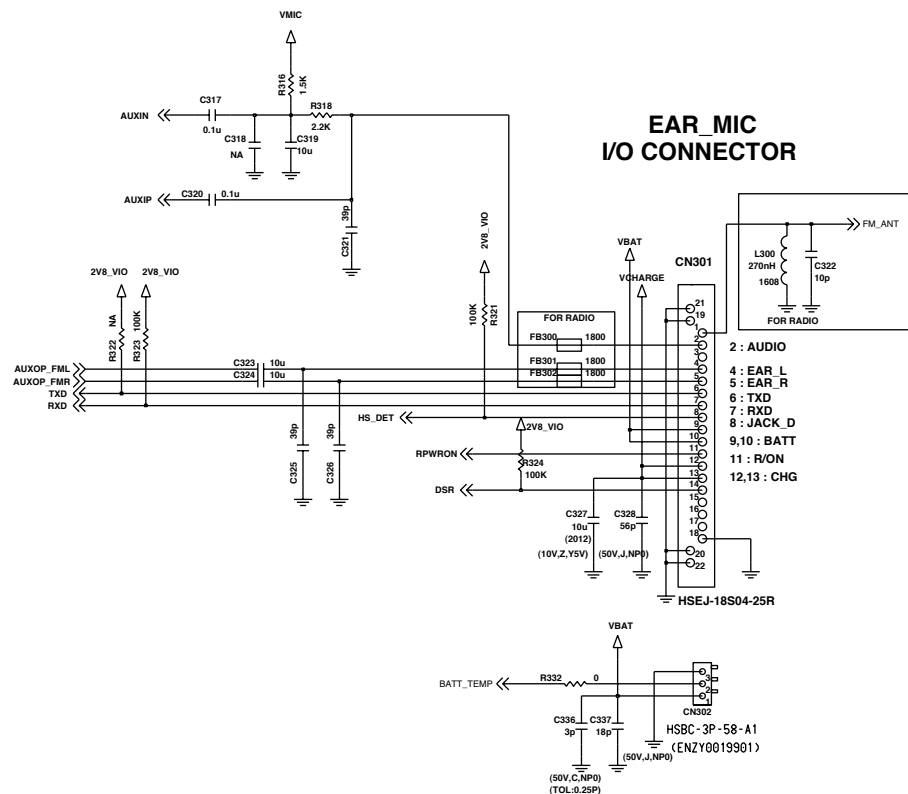 VMIC
R316
1.5K
C317
R318
AUXIN
0.1u
2.2K
C318
C319
NA
10u
EAR_MIC
I/O CONNECTOR
C320
0.1u
AUXIP
39p
C321
2V8_VIO
VBAT
CN301
FM_ANT
L300
270nH
1608
C322
10p
FOR RADIO
2V8_VIO
2V8_VIO
VCHARGE
NA
R322
100K
R323
100K
R321
FOR RADIO
FB300
1800
FB301
1800
FB302
1800
C323
10u
C324
10u
AUXOP_FML
AUXOP_FMR
TXD
RXD
HS_DET
2V8_VIO
RPWRON
R324
100K
DSR
39p
C325
39p
C326
C327
10u
(2012)
(10V,Z,Y5V)
C328
56p
(50V,J,NP0)
21
19
1
2
3
4
5
6
7
8
9
10
11
12
13
14
15
16
17
18
20
22
2 : AUDIO
4 : EAR_L
5 : EAR_R
6 : TXD
7 : RXD
8 : JACK_D
9,10 : BATT
11 : R/ON
12,13 : CHG
HSEJ-18S04-25R
VBAT
BATT_TEMP
R332
0
3
2
1
CN302
C336
3p
C337
18p
HSBC-3P-58-A1
(ENZY0019901)
(50V,J,NP0)
(50V,C,NP0)
(TOL:0.25P)